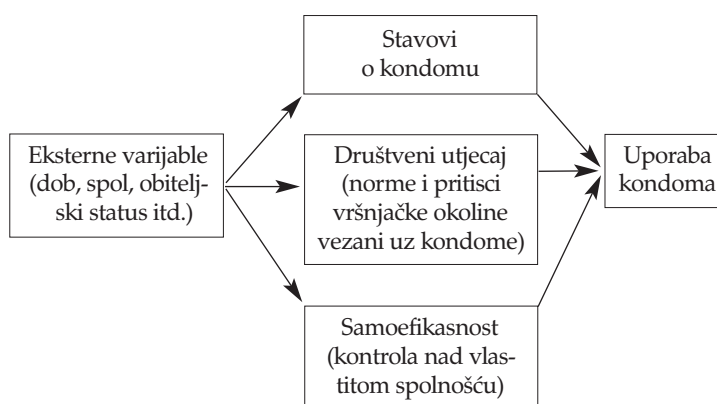 Stavovi
o kondomu
Eksterne varijable
(dob, spol, obitelj-
ski status itd.)
Društveni utjecaj
(norme i pritisci
vršnjačke okoline
vezani uz kondome)
Uporaba
kondoma
Samoefikasnost
(kontrola nad vlas-
titom spolnošću)